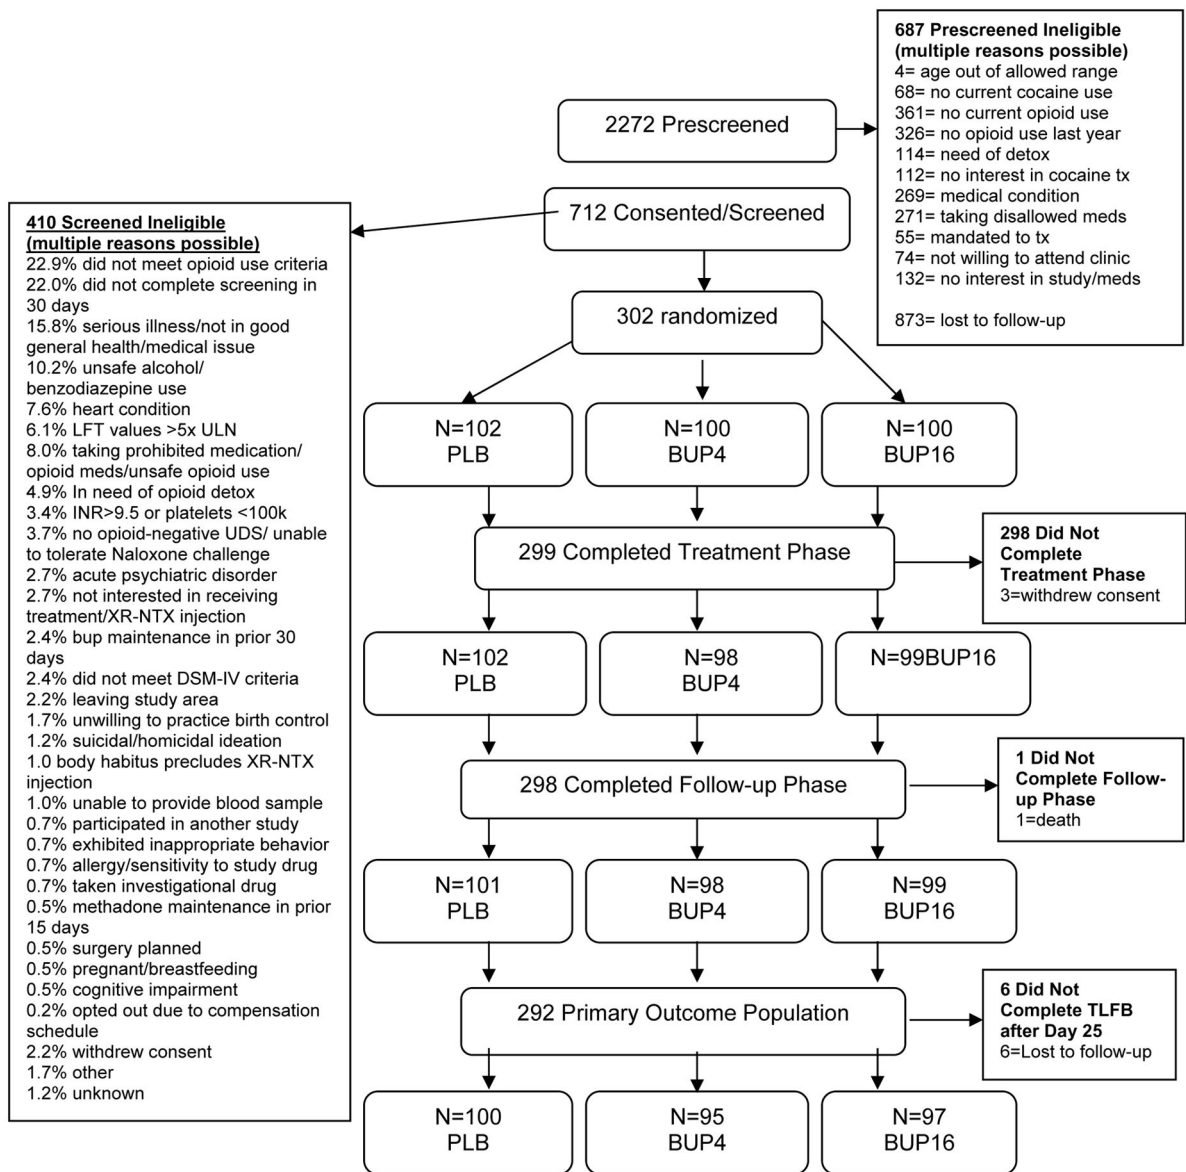 687 Prescreened Ineligible
(multiple reasons possible)
4= age out of allowed range
68= no current cocaine use
361= no current opioid use
326= no opioid use last year
114= need of detox
112= no interest in cocaine tx
269= medical condition
271= taking disallowed meds
55= mandated to tx
74= not willing to attend clinic
132= no interest in study/meds
873= lost to follow-up
2272 Prescreened
712 Consented/Screened
410 Screened Ineligible
(multiple reasons possible)
22.9% did not meet opioid use criteria
22.0% did not complete screening in
30 days
15.8% serious illness/not in good
general health/medical issue
10.2% unsafe alcohol/
benzodiazepine use
7.6% heart condition
6.1% LFT values >5x ULN
8.0% taking prohibited medication/
opioid meds/unsafe opioid use
4.9% In need of opioid detox
3.4% INR>9.5 or platelets <100k
3.7% no opioid-negative UDS/ unable
to tolerate Naloxone challenge
2.7% acute psychiatric disorder
2.7% not interested in receiving
treatment/XR-NTX injection
2.4% bup maintenance in prior 30
days
2.4% did not meet DSM-IV criteria
2.2% leaving study area
1.7% unwilling to practice birth control
1.2% suicidal/homicidal ideation
1.0 body habitus precludes XR-NTX
injection
1.0% unable to provide blood sample
0.7% participated in another study
0.7% exhibited inappropriate behavior
0.7% allergy/sensitivity to study drug
0.7% taken investigational drug
0.5% methadone maintenance in prior
15 days
0.5% surgery planned
0.5% pregnant/breastfeeding
0.5% cognitive impairment
0.2% opted out due to compensation
schedule
2.2% withdrew consent
1.7% other
1.2% unknown
302 randomized
N=102
PLB
N=100
BUP4
N=100
BUP16
299 Completed Treatment Phase
298 Did Not
Complete
Treatment Phase
3=withdrew consent
N=102
PLB
N=98
BUP4
N=99BUP16
298 Completed Follow-up Phase
1 Did Not
Complete Follow-
up Phase
1=death
N=101
PLB
N=98
BUP4
N=99
BUP16
292 Primary Outcome Population
6 Did Not
Complete TLFB
after Day 25
6=Lost to follow-up
N=100
PLB
N=95
BUP4
N=97
BUP16